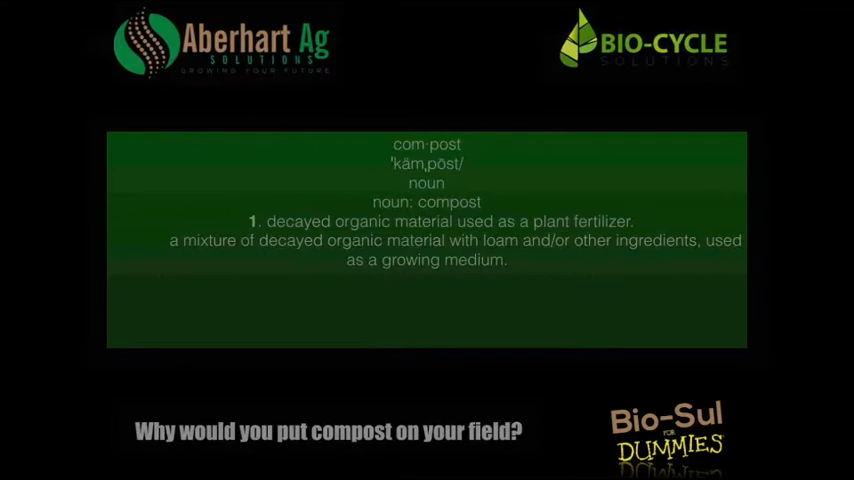 Aberhart Ag
SOLUTIONS
GROWING YOUR FUTURE
BIO-CYCLE
SOLUTIONS
com·post
ˈkämˌpōst/
noun
noun: compost
1. decayed organic material used as a plant fertilizer.
a mixture of decayed organic material with loam and/or other ingredients, used
as a growing medium.
Why would you put compost on your field?
Bio-Sul
FOR
DUMMIES